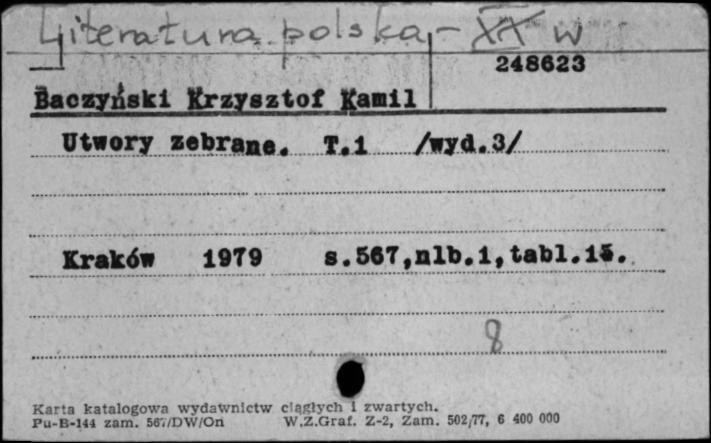 Literatura polska - XX w
248623
Baczyński Krzysztof Kamil
Utwory zebrane. T.1 /wyd.3/
Kraków 1979 s.567,nlb.1,tabl.15.
8
Karta katalogowa wydawnictw ciągłych i zwartych.
Pu-B-144 zam. 567/DW/On W.Z.Graf. Z-2, Zam. 502/77, 6 400 000